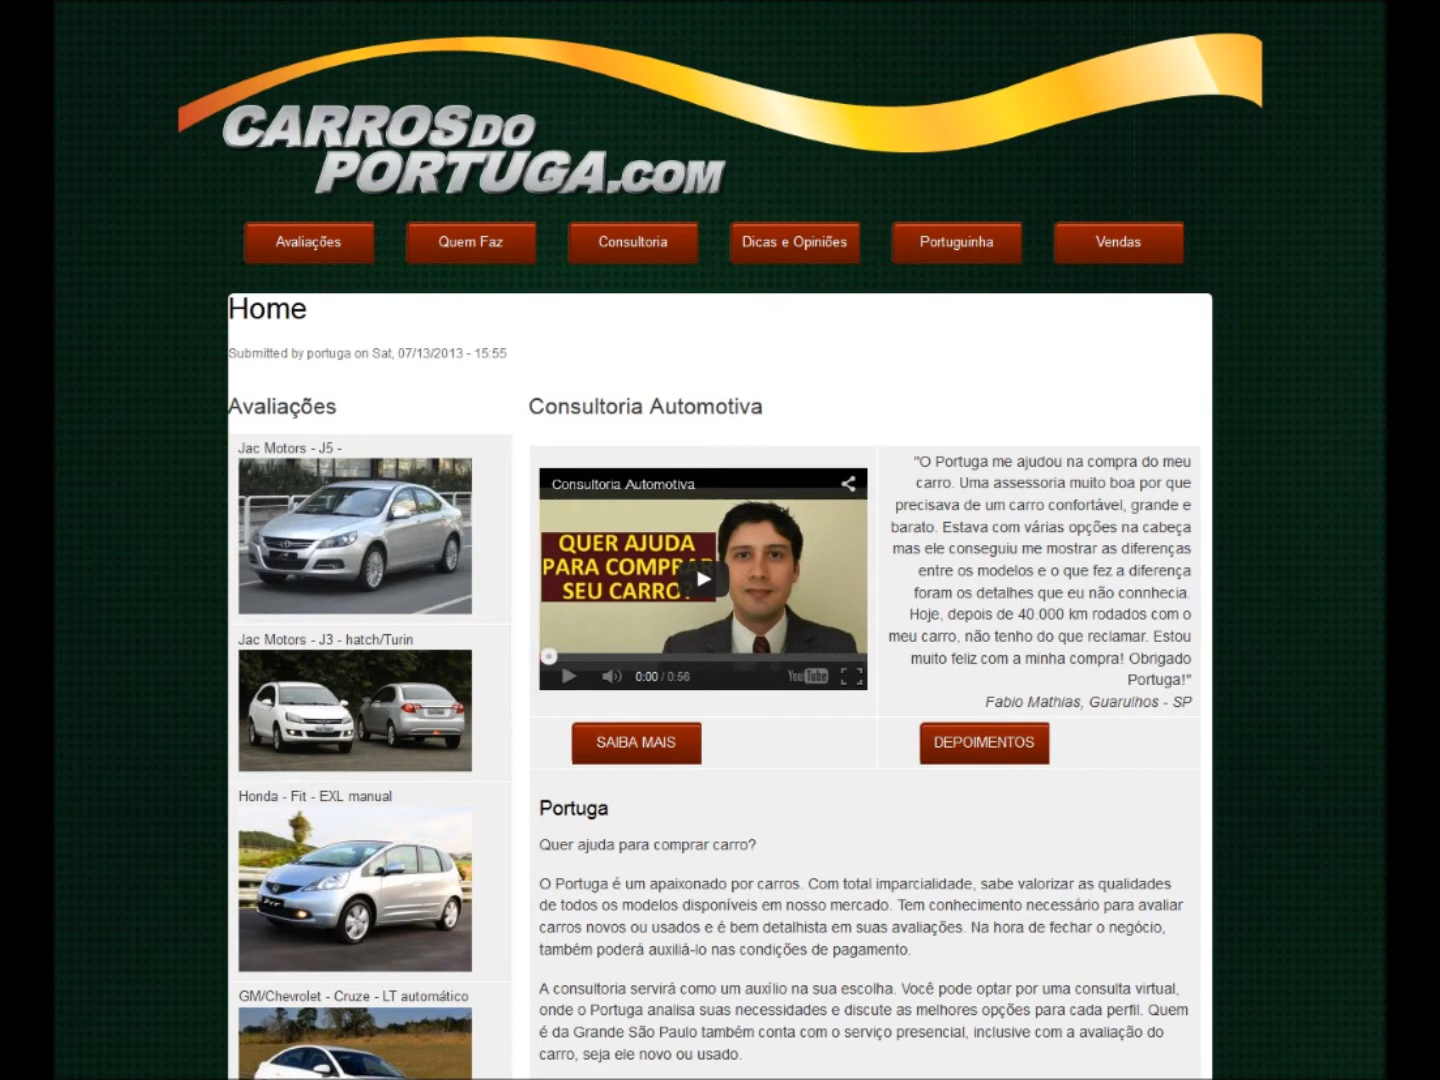 CARROSDO
PORTUGA.COM
Avaliações
Quem Faz
Consultoria
Dicas e Opiniões
Portuguinha
Vendas
Home
Submitted by portuga on Sat, 07/13/2013 - 15:55
Avaliações
Jac Motors - J5 -
Jac Motors - J3 - hatch/Turin
Honda - Fit - EXL manual
GM/Chevrolet - Cruze - LT automático
Consultoria Automotiva
Consultoria Automotiva
QUER AJUDA
PARA COMPRAR
SEU CARRO?
0:00 / 0:56
YouTube
"O Portuga me ajudou na compra do meu
carro. Uma assessoria muito boa por que
precisava de um carro confortável, grande e
barato. Estava com várias opções na cabeça
mas ele conseguiu me mostrar as diferenças
entre os modelos e o que fez a diferença
foram os detalhes que eu não connhecia.
Hoje, depois de 40.000 km rodados com o
meu carro, não tenho do que reclamar. Estou
muito feliz com a minha compra! Obrigado
Portuga!"
Fabio Mathias, Guarulhos - SP
SAIBA MAIS
DEPOIMENTOS
Portuga
Quer ajuda para comprar carro?
O Portuga é um apaixonado por carros. Com total imparcialidade, sabe valorizar as qualidades
de todos os modelos disponíveis em nosso mercado. Tem conhecimento necessário para avaliar
carros novos ou usados e é bem detalhista em suas avaliações. Na hora de fechar o negócio,
também poderá auxiliá-lo nas condições de pagamento.
A consultoria servirá como um auxílio na sua escolha. Você pode optar por uma consulta virtual,
onde o Portuga analisa suas necessidades e discute as melhores opções para cada perfil. Quem
é da Grande São Paulo também conta com o serviço presencial, inclusive com a avaliação do
carro, seja ele novo ou usado.